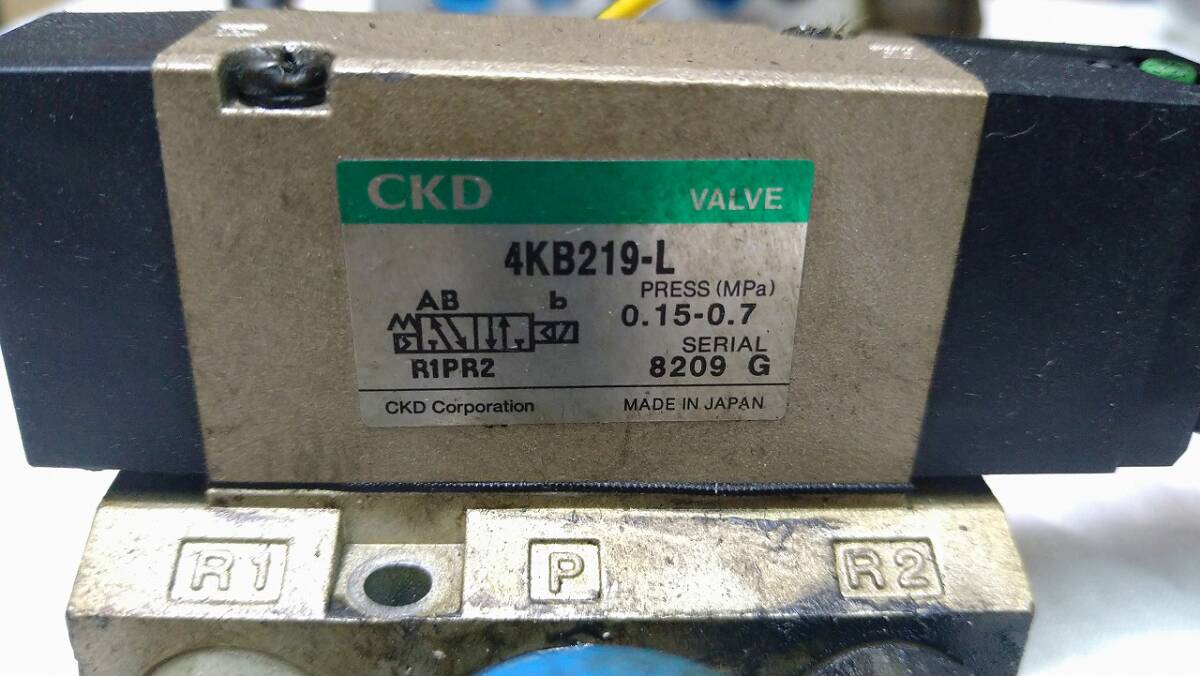 CKD VALVE
4KB219-L
PRESS (MPa)
AB b
0.15-0.7
SERIAL
R1PR2 8209 G
CKD Corporation MADE IN JAPAN
R1 P R2